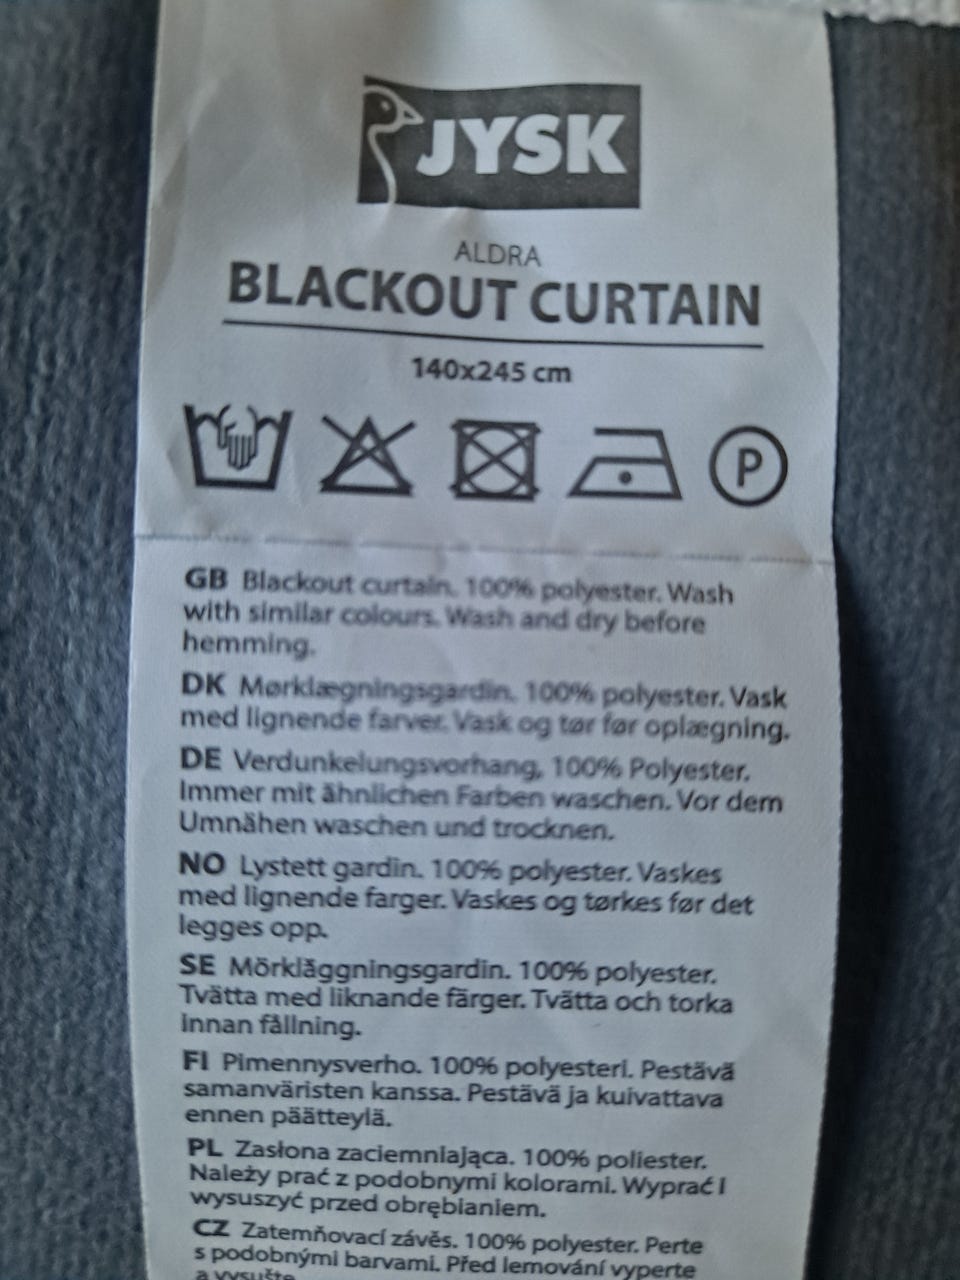 JYSK
ALDRA
BLACKOUT CURTAIN
140x245 cm
P
GB Blackout curtain. 100% polyester. Wash
with similar colours. Wash and dry before
hemming.
DK Mørklægningsgardin. 100% polyester. Vask
med lignende farver. Vask og tør før oplægning.
DE Verdunkelungsvorhang, 100% Polyester.
Immer mit ähnlichen Farben waschen. Vor dem
Umnähen waschen und trocknen.
NO Lystett gardin. 100% polyester. Vaskes
med lignende farger. Vaskes og tørkes før det
legges opp.
SE Mörkläggningsgardin. 100% polyester.
Tvätta med liknande färger. Tvätta och torka
innan fållning.
FI Pimennysverho. 100% polyesteri. Pestävä
samanväristen kanssa. Pestävä ja kuivattava
ennen päätteylä.
PL Zasłona zaciemniająca. 100% poliester.
Należy prać z podobnymi kolorami. Wyprać i
wysuszyć przed obrębianiem.
CZ Zatemňovací závěs. 100% polyester. Perte
s podobnými barvami. Před lemování vyperte
a vysušte.